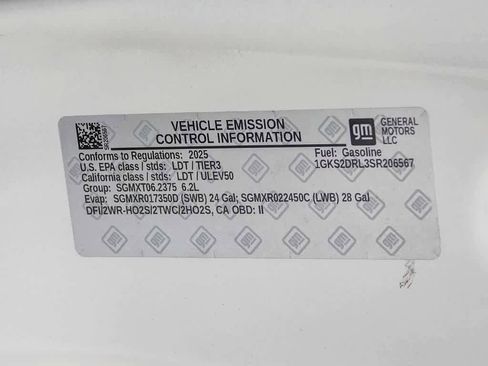 VEHICLE EMISSION
CONTROL INFORMATION
gm
GENERAL
MOTORS
LLC
Conforms to Regulations: 2025
Fuel: Gasoline
U.S. EPA class / stds: LDT / TIER3
1GKS2DRL3SR206567
California class / stds: LDT / ULEV50
Group: SGMXT06.2375 6.2L
Evap: SGMXR017350D (SWB) 24 Gal, SGMXR022450C (LWB) 28 Gal
DFI/2WR-HO2S/2TWC/2HO2S, CA OBD: II